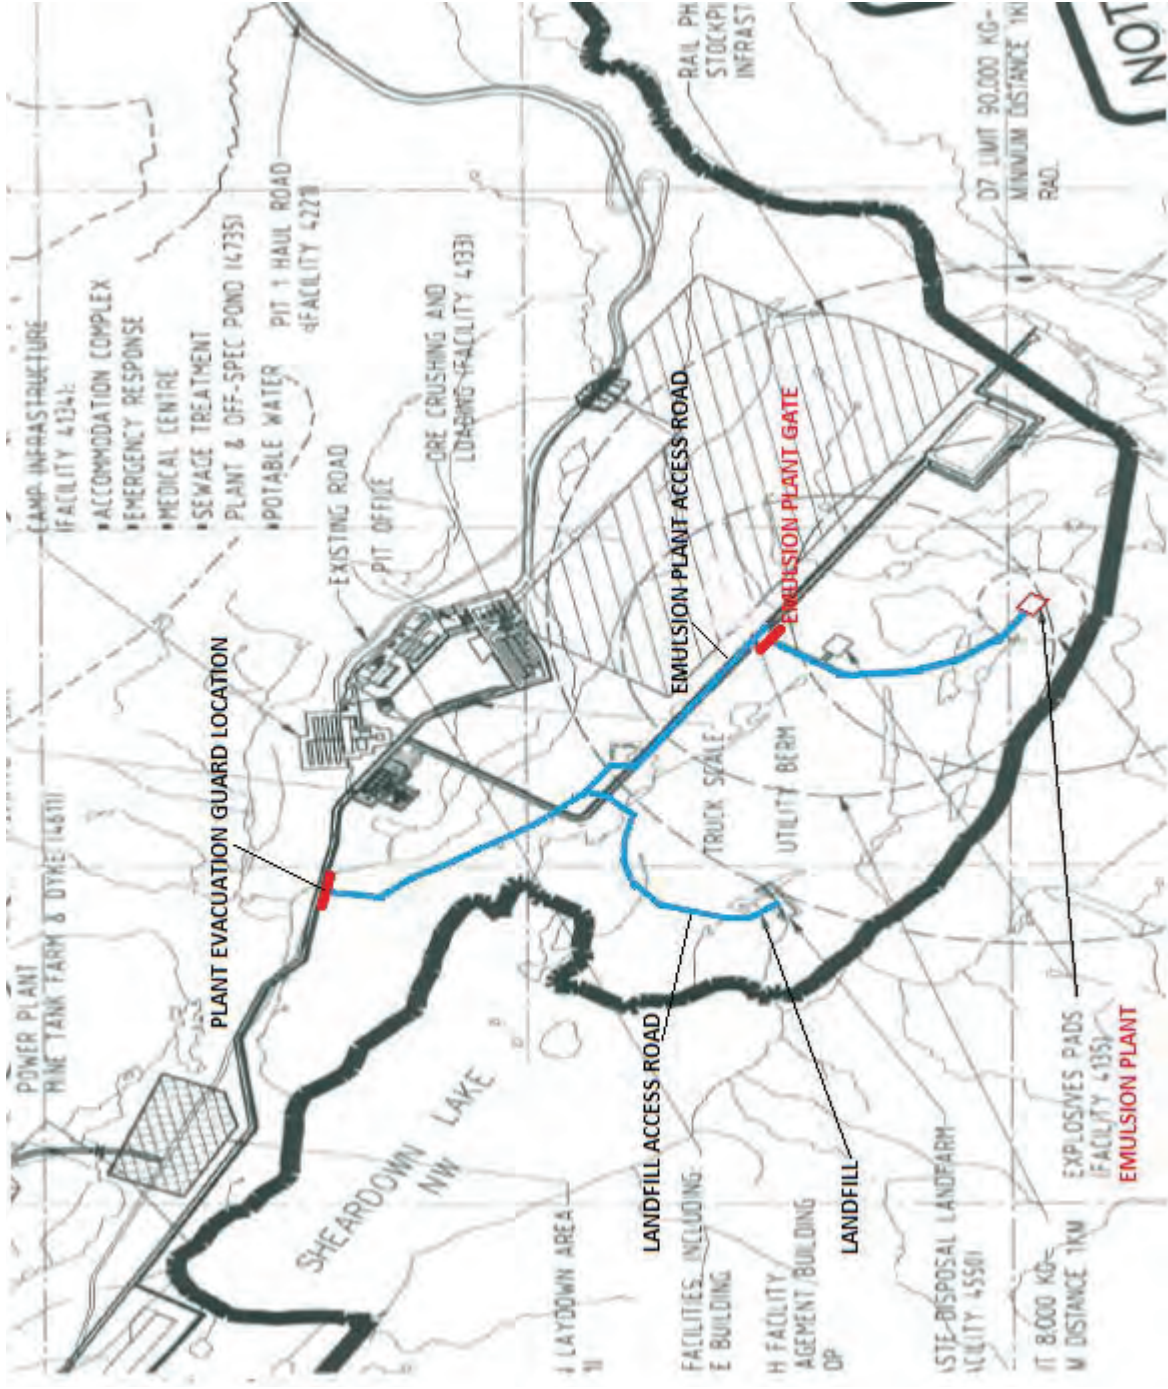 NOT
RAIL PH
STOCKPI
INFRAST
D7 LIMIT 90,000 KG-
MINIMUM DISTANCE 1K
RAD.
CAMP INFRASTRUCTURE
(FACILITY 4134):
•ACCOMMODATION COMPLEX
•EMERGENCY RESPONSE
•MEDICAL CENTRE
•SEWAGE TREATMENT
PLANT & OFF-SPEC POND (4735)
•POTABLE WATER
PIT 1 HAUL ROAD
(FACILITY 4221)
EXISTING ROAD
PIT OFFICE
ORE CRUSHING AND
LOADING (FACILITY 4133)
EMULSION PLANT ACCESS ROAD
EMULSION PLANT GATE
PLANT EVACUATION GUARD LOCATION
TRUCK SCALE
UTILITY BERM
POWER PLANT
MINE TANK FARM & DYKE (4611)
SHEARDOWN LAKE
NW
LANDFILL ACCESS ROAD
LANDFILL
LAYDOWN AREA
FACILITIES, INCLUDING:
E BUILDING
H FACILITY
AGEMENT BUILDING
OP
STE-DISPOSAL LANDFARM
CILITY 4550)
IT 8,000 KG-
M DISTANCE 1KM
EXPLOSIVES PADS
(FACILITY 4135)
EMULSION PLANT